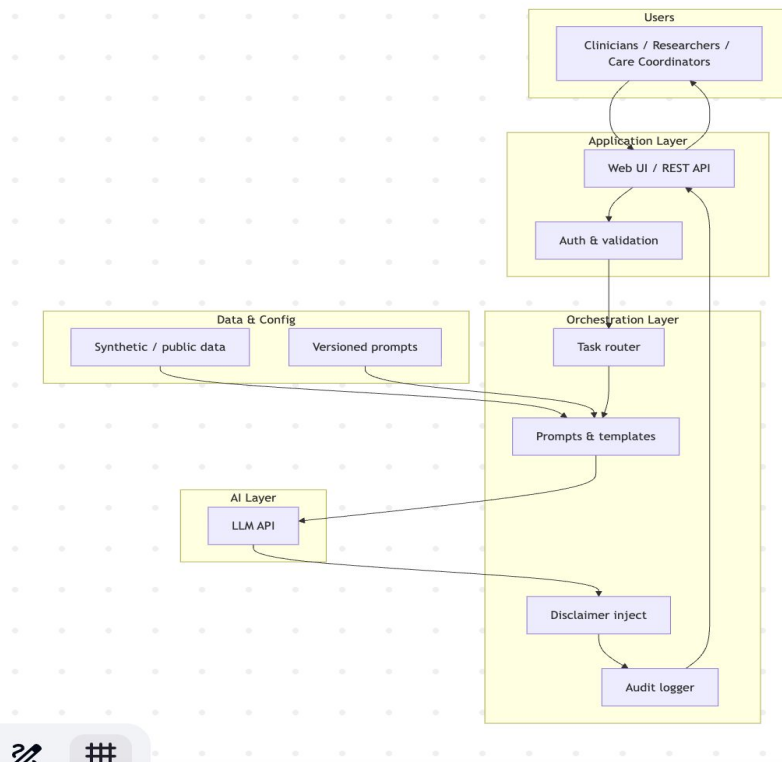 Users
Clinicians / Researchers /
Care Coordinators
Application Layer
Web UI / REST API
Auth & validation
Data & Config
Synthetic / public data
Versioned prompts
Orchestration Layer
Task router
Prompts & templates
AI Layer
LLM API
Disclaimer inject
Audit logger